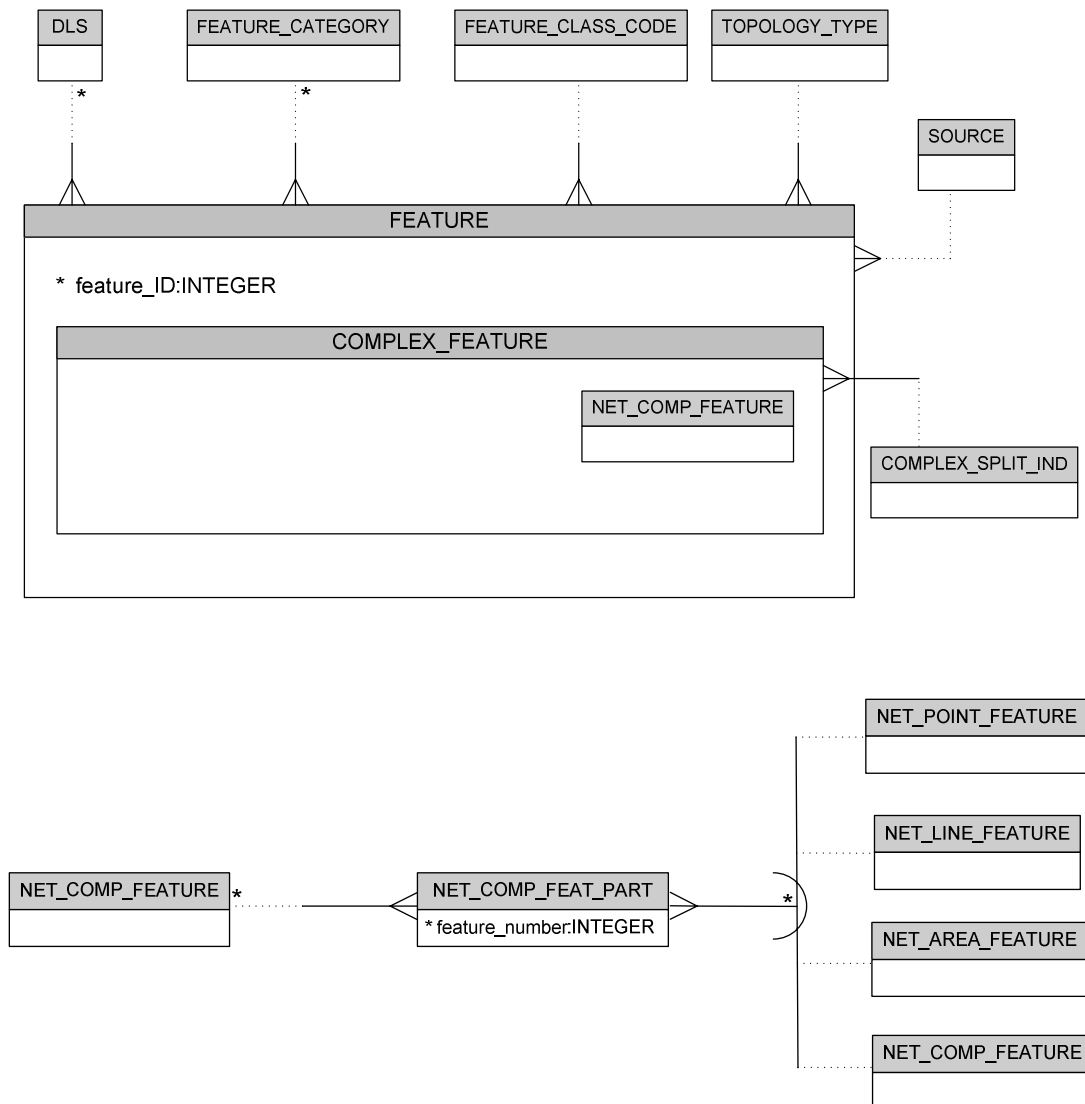 DLS
FEATURE_CATEGORY
FEATURE_CLASS_CODE
TOPOLOGY_TYPE
*
*
SOURCE
FEATURE
* feature_ID:INTEGER
COMPLEX_FEATURE
NET_COMP_FEATURE
COMPLEX_SPLIT_IND
NET_POINT_FEATURE
NET_LINE_FEATURE
NET_COMP_FEATURE
*
NET_COMP_FEAT_PART
* feature_number:INTEGER
*
NET_AREA_FEATURE
NET_COMP_FEATURE